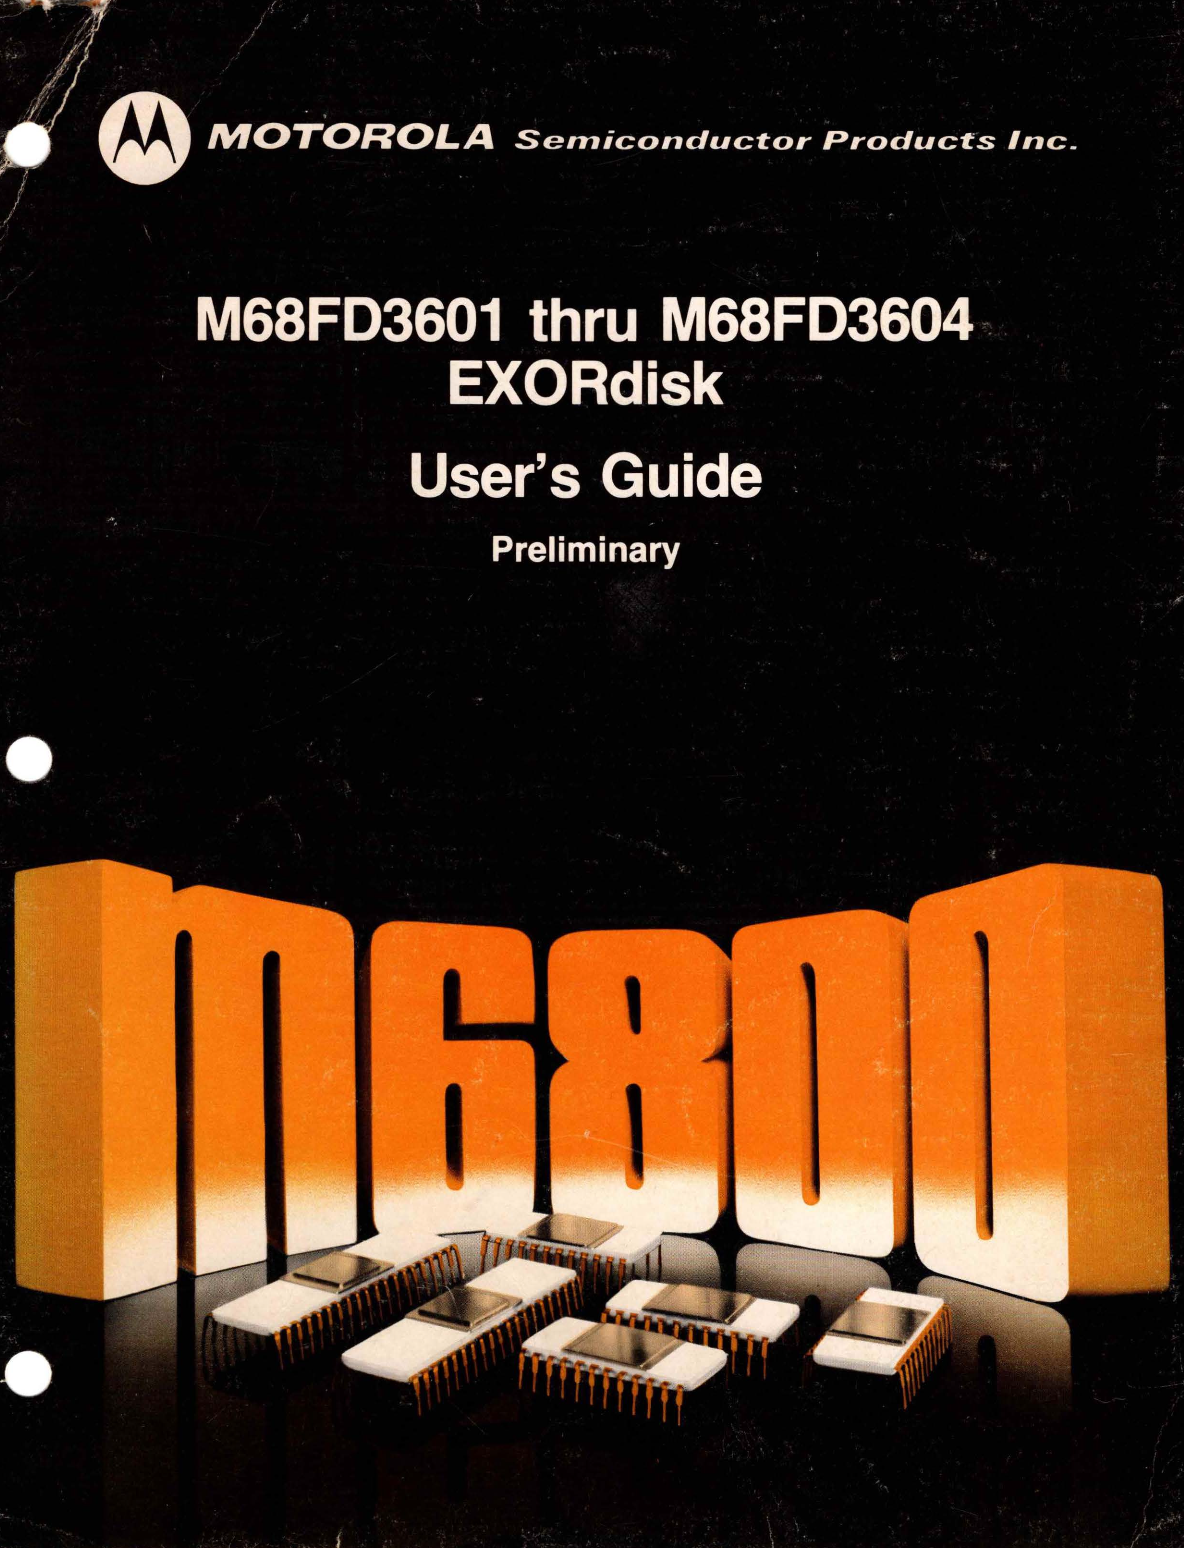 MOTOROLA Semiconductor Products Inc.
M68FD3601 thru M68FD3604
EXORdisk
User's Guide
Preliminary
M6800